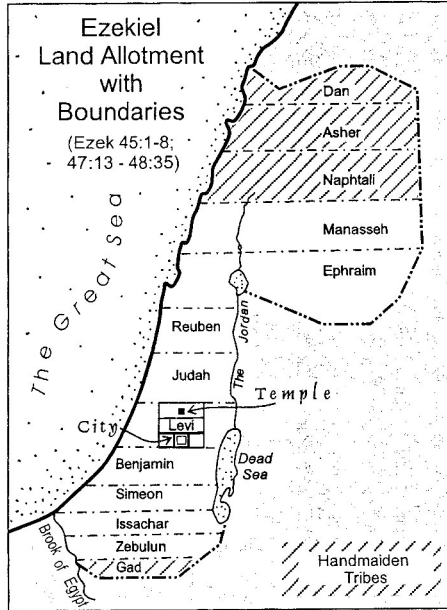 Ezekiel
Land Allotment
with
Boundaries
(Ezek 45:1-8;
47:13 - 48:35)
The Great Sea
Dan
Asher
Naphtali
Manasseh
Ephraim
The Jordan
Reuben
Judah
Temple
Levi
City
Benjamin
Dead
Sea
Simeon
Issachar
Zebulun
Gad
Brook of Egypt
Handmaiden
Tribes